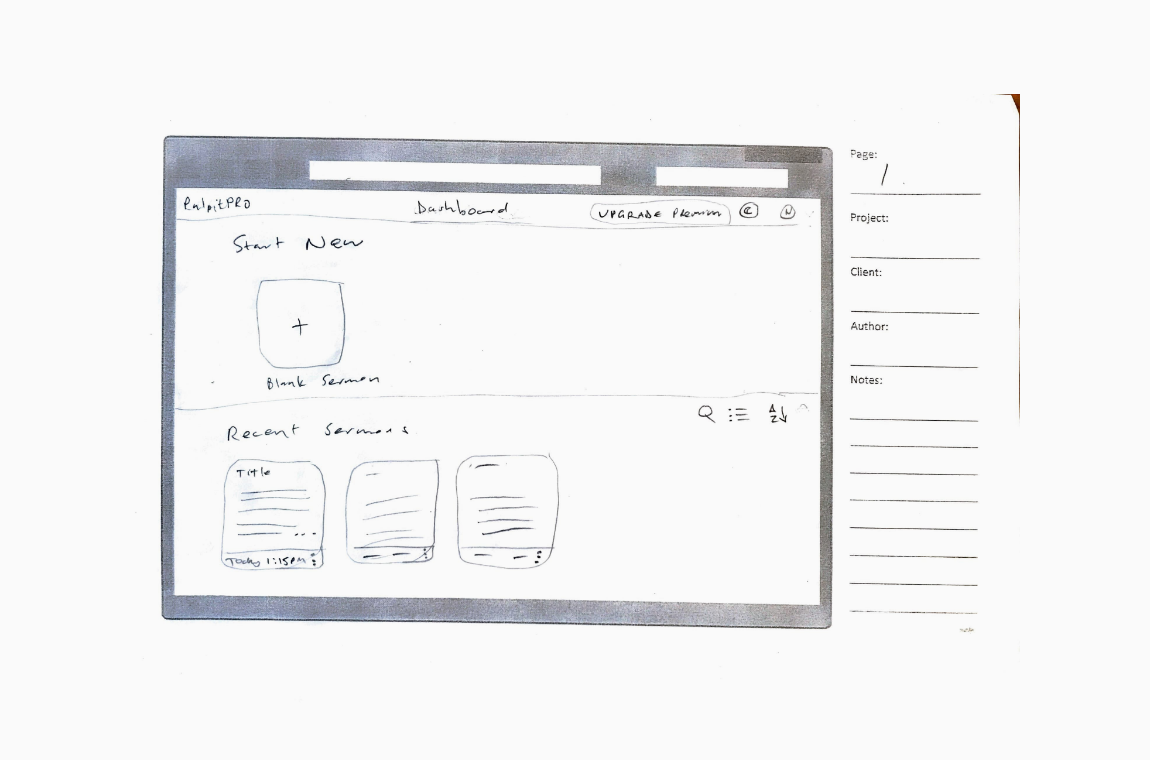 PulpitPRO
Dashboard
UPGRADE Premium
C
N
Start New
+
Blank Sermon
Recent Sermons
A
Z
Title
...
Today 1:15PM
Page:
1
Project:
Client:
Author:
Notes: